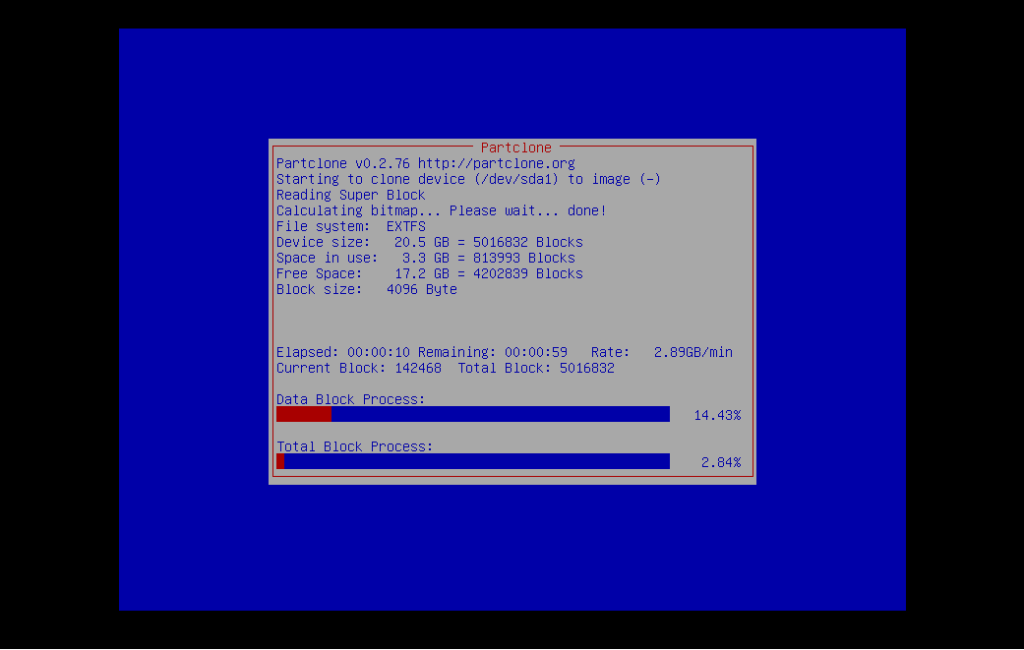 Partclone
Partclone v0.2.76 http://partclone.org
Starting to clone device (/dev/sda1) to image (-)
Reading Super Block
Calculating bitmap... Please wait... done!
File system:  EXTFS
Device size:   20.5 GB = 5016832 Blocks
Space in use:   3.3 GB = 813993 Blocks
Free Space:    17.2 GB = 4202839 Blocks
Block size:   4096 Byte
Elapsed: 00:00:10 Remaining: 00:00:59   Rate:   2.89GB/min
Current Block: 142468  Total Block: 5016832
Data Block Process:
14.43%
Total Block Process:
2.84%